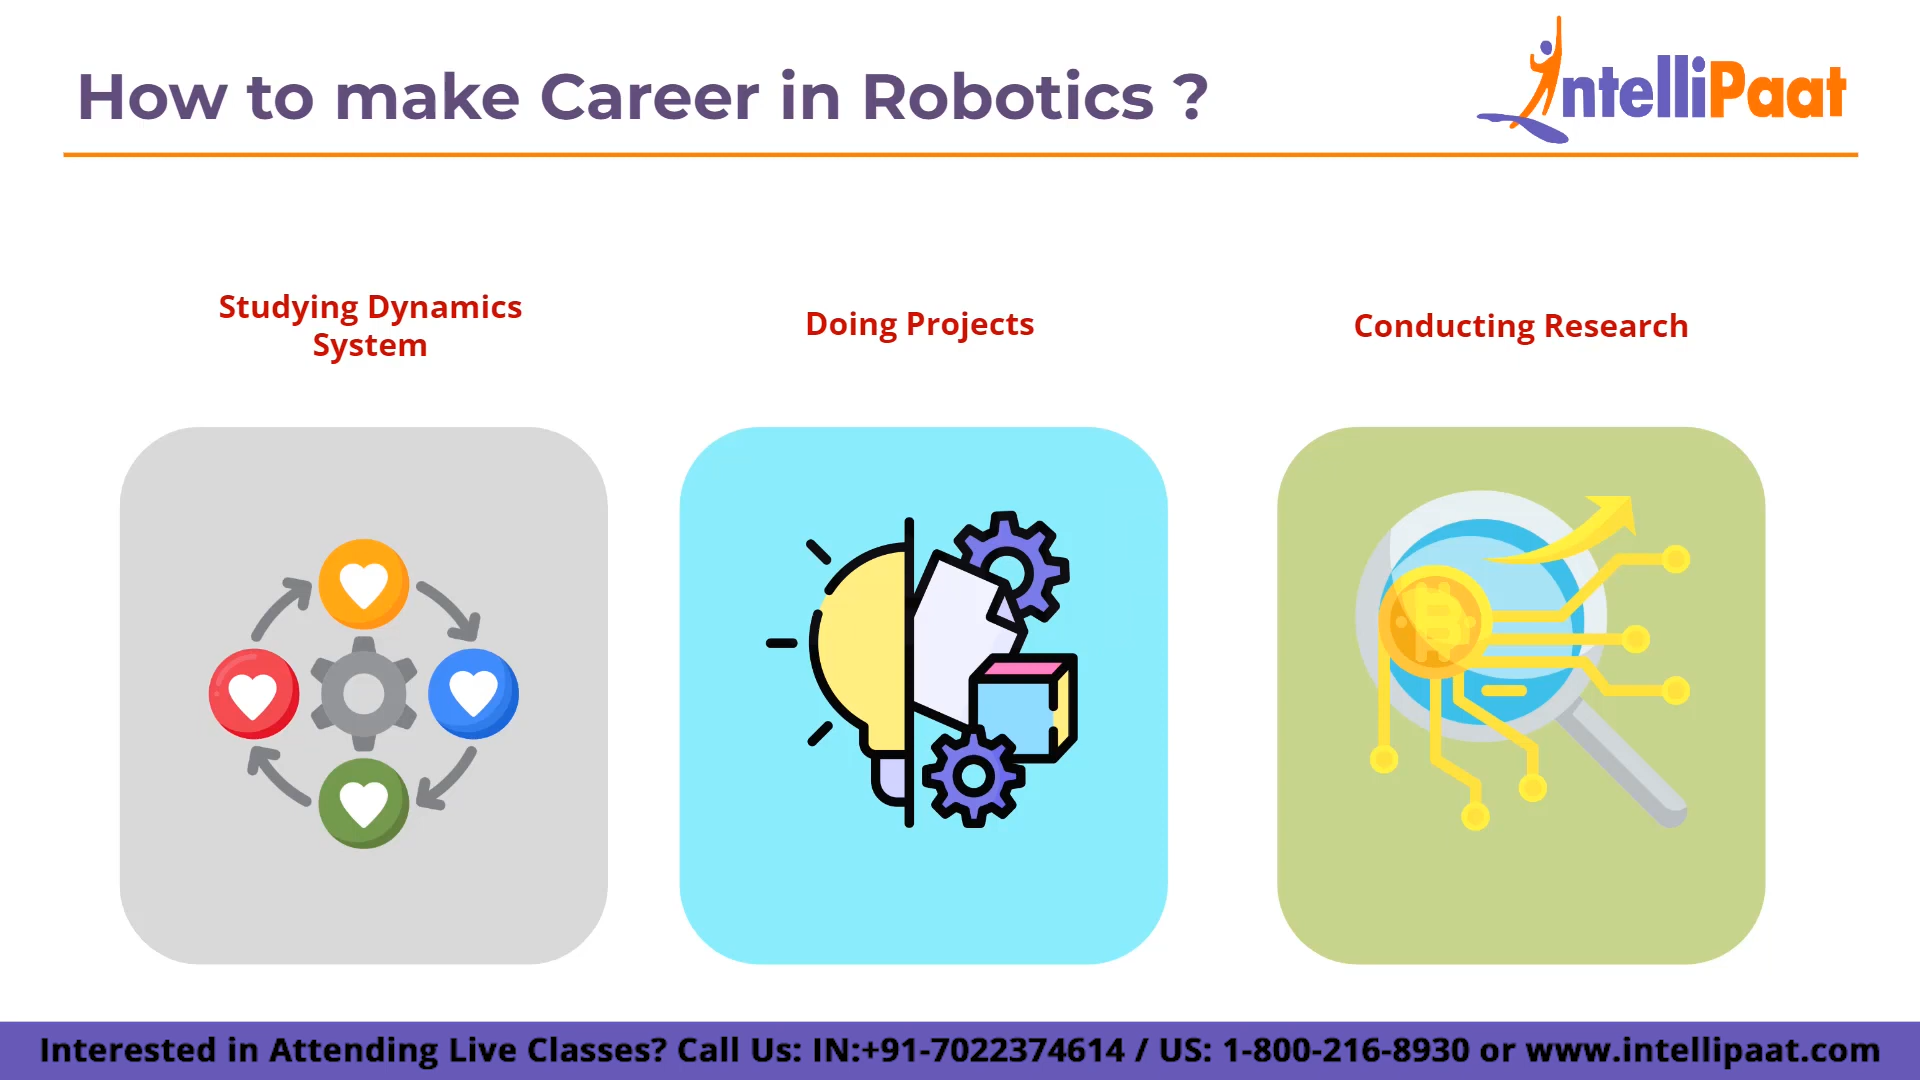 How to make Career in Robotics ?
IntelliPaat
Studying Dynamics
System
Doing Projects
Conducting Research
Interested in Attending Live Classes? Call Us: IN:+91-7022374614 / US: 1-800-216-8930 or www.intellipaat.com